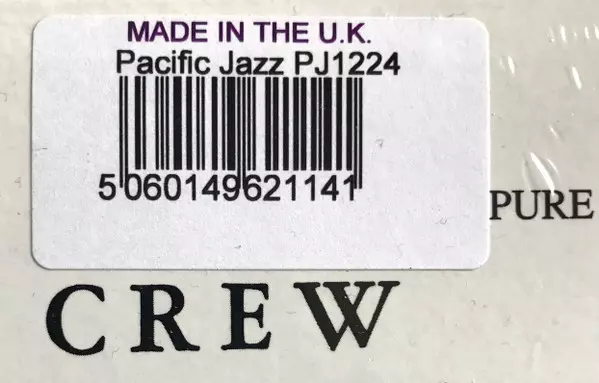 MADE IN THE U.K.
Pacific Jazz PJ1224
5 060149 621141
PURE
CREW